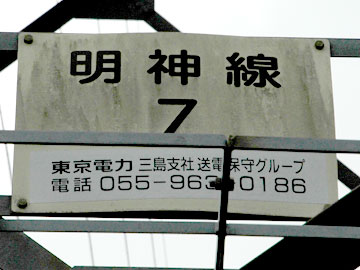 明神線
7
東京電力 三島支社 送電保守グループ
電話 055-963-0186